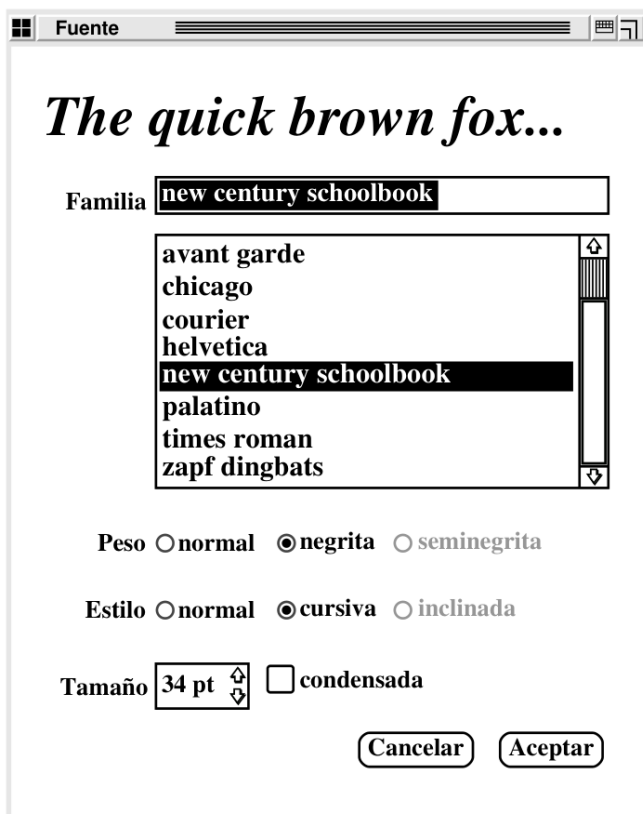 Fuente
The quick brown fox...
Familia new century schoolbook
avant garde
chicago
courier
helvetica
new century schoolbook
palatino
times roman
zapf dingbats
Peso normal negrita seminegrita
Estilo normal cursiva inclinada
Tamaño 34 pt condensada
Cancelar Aceptar